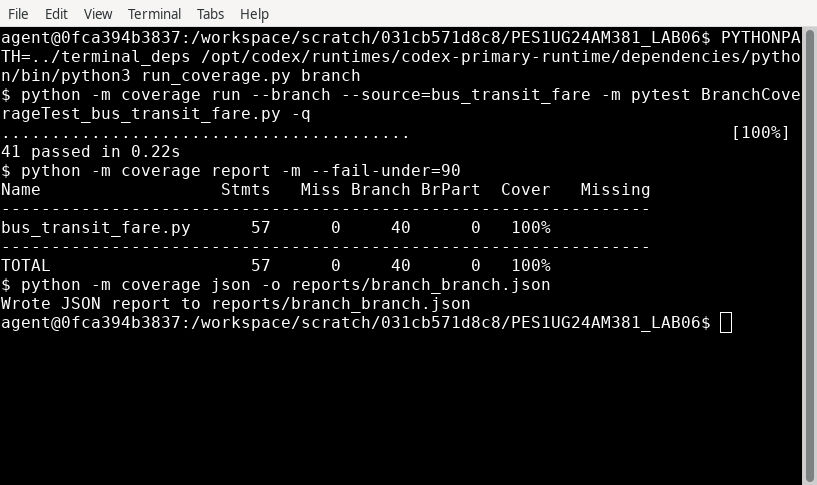 File Edit View Terminal Tabs Help
agent@0fca394b3837:/workspace/scratch/031cb571d8c8/PES1UG24AM381_LAB06$ PYTHONPA
TH=../terminal_deps /opt/codex/runtimes/codex-primary-runtime/dependencies/pytho
n/bin/python3 run_coverage.py branch
$ python -m coverage run --branch --source=bus_transit_fare -m pytest BranchCove
rageTest_bus_transit_fare.py -q
......................................... [100%]
41 passed in 0.22s
$ python -m coverage report -m --fail-under=90
Name                  Stmts   Miss Branch BrPart  Cover   Missing
-----------------------------------------------------------------
bus_transit_fare.py      57      0     40      0   100%
-----------------------------------------------------------------
TOTAL                    57      0     40      0   100%
$ python -m coverage json -o reports/branch_branch.json
Wrote JSON report to reports/branch_branch.json
agent@0fca394b3837:/workspace/scratch/031cb571d8c8/PES1UG24AM381_LAB06$